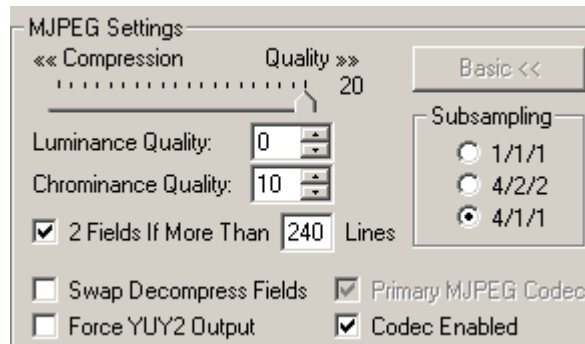 MJPEG Settings
«« Compression Quality »»
20
Basic <<
Luminance Quality: 0
Chrominance Quality: 10
2 Fields If More Than 240 Lines
Subsampling
1/1/1
4/2/2
4/1/1
Swap Decompress Fields
Primary MJPEG Codec
Force YUY2 Output
Codec Enabled